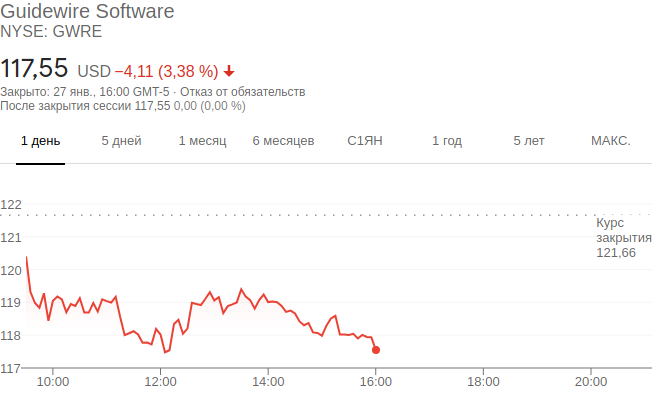 Guidewire Software
NYSE: GWRE
117,55 USD −4,11 (3,38 %)
Закрыто: 27 янв., 16:00 GMT-5 · Отказ от обязательств
После закрытия сессии 117,55 0,00 (0,00 %)
1 день 5 дней 1 месяц 6 месяцев С1ЯН 1 год 5 лет МАКС.
122
Курс
закрытия
121,66
121
120
119
118
117
10:00 12:00 14:00 16:00 18:00 20:00